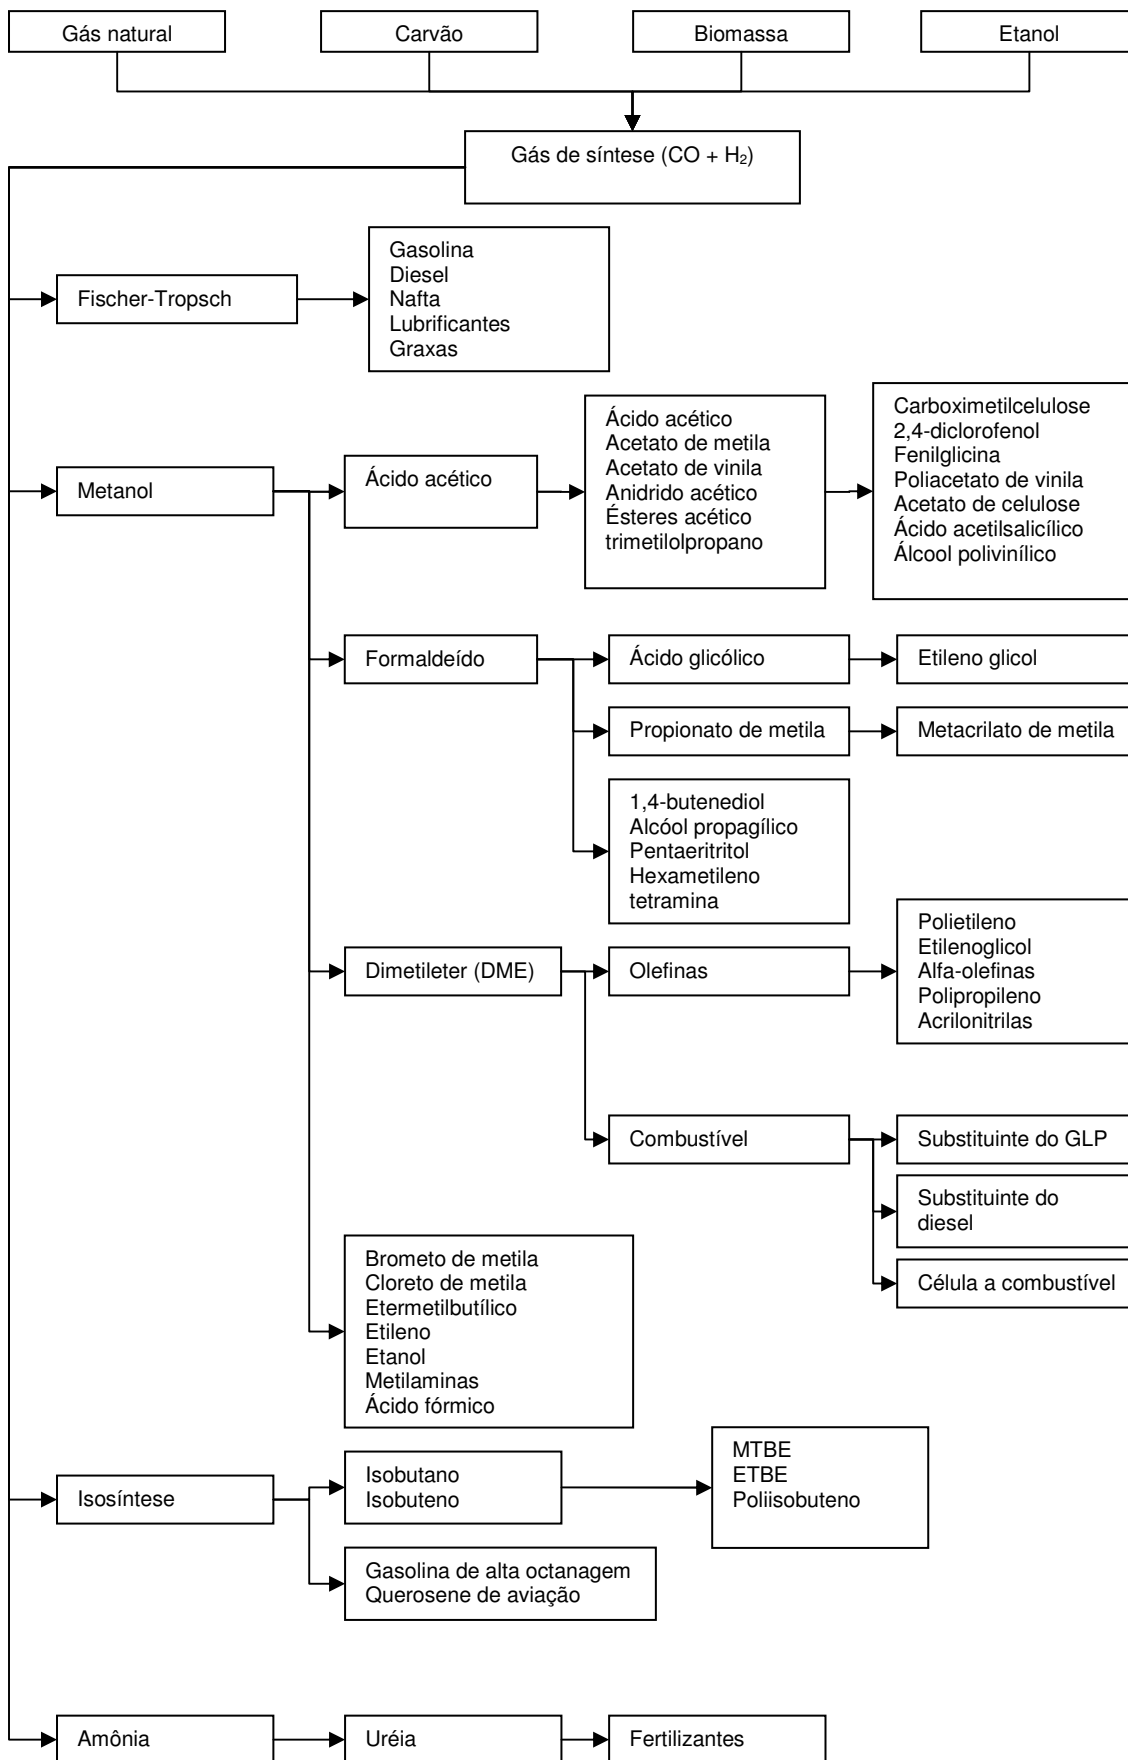 Gás natural
Carvão
Biomassa
Etanol
Gás de síntese (CO + H₂)
Fischer-Tropsch
Gasolina
Diesel
Nafta
Lubrificantes
Graxas
Metanol
Ácido acético
Ácido acético
Acetato de metila
Acetato de vinila
Anidrido acético
Ésteres acético
trimetilolpropano
Carboximetilcelulose
2,4-diclorofenol
Fenilglicina
Poliacetato de vinila
Acetato de celulose
Ácido acetilsalicílico
Álcool polivinílico
Formaldeído
Ácido glicólico
Etileno glicol
Propionato de metila
Metacrilato de metila
1,4-butenediol
Alcóol propagílico
Pentaeritritol
Hexametileno
tetramina
Dimetileter (DME)
Olefinas
Polietileno
Etilenoglicol
Alfa-olefinas
Polipropileno
Acrilonitrilas
Combustível
Substituinte do GLP
Substituinte do
diesel
Célula a combustível
Brometo de metila
Cloreto de metila
Etermetilbutílico
Etileno
Etanol
Metilaminas
Ácido fórmico
Isosíntese
Isobutano
Isobuteno
MTBE
ETBE
Poliisobuteno
Gasolina de alta octanagem
Querosene de aviação
Amônia
Uréia
Fertilizantes